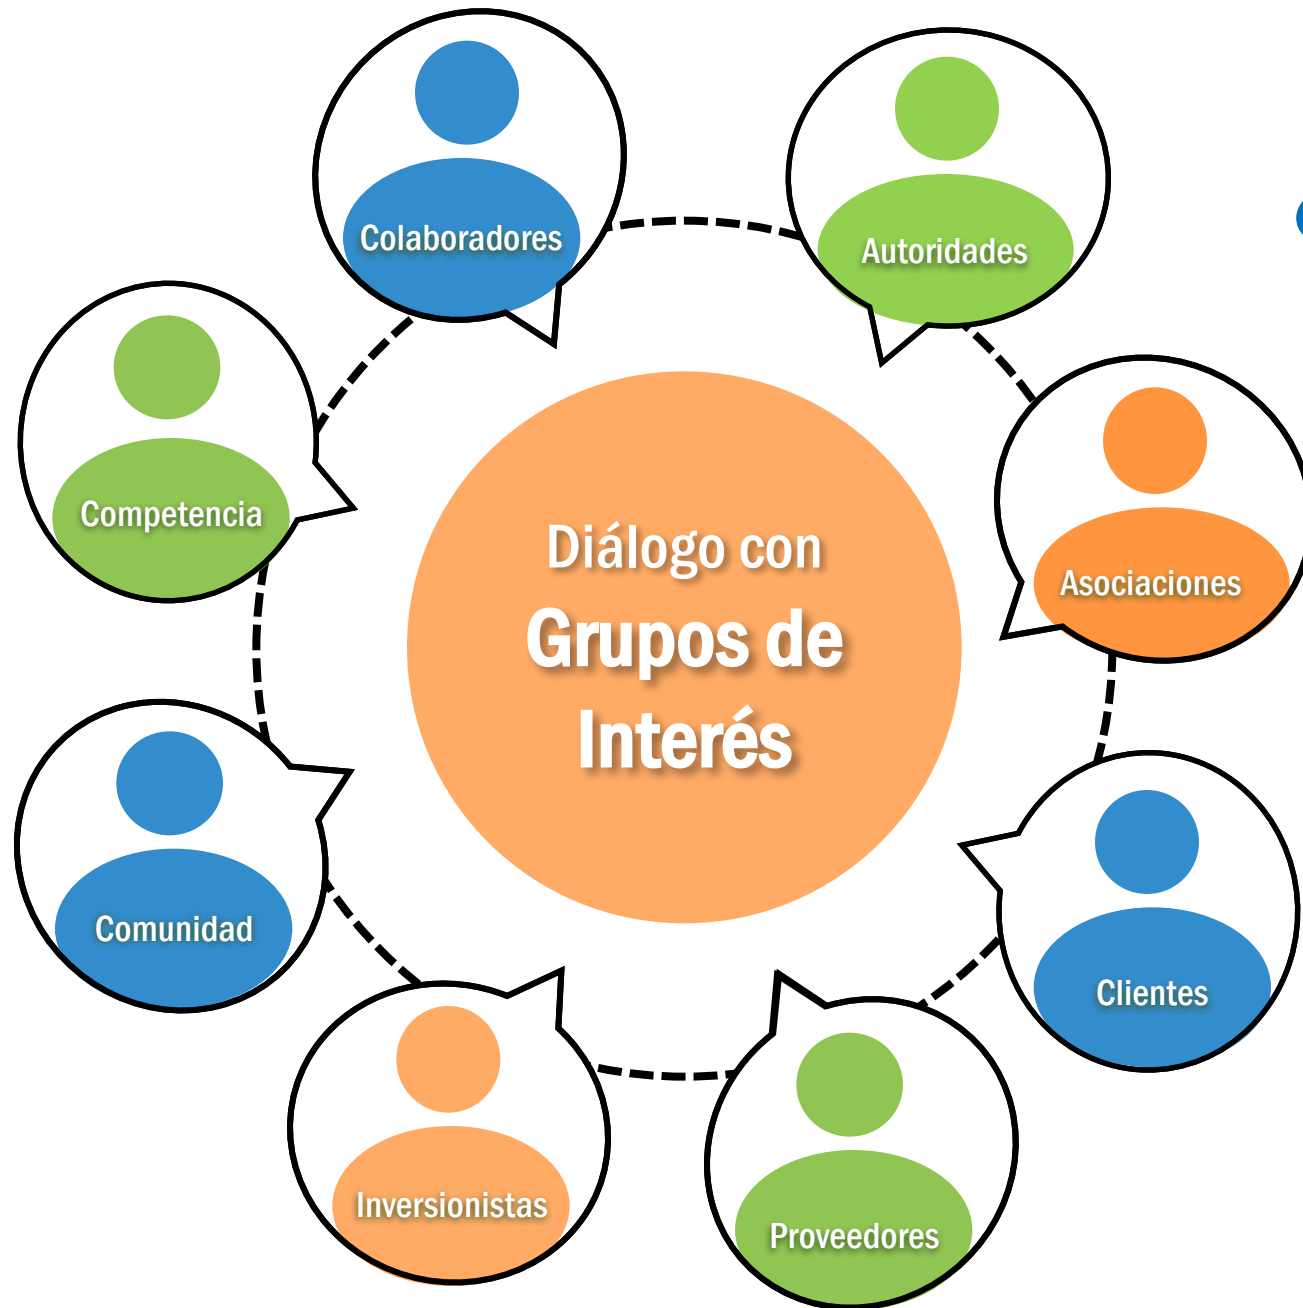 Colaboradores
Autoridades
Competencia
Asociaciones
Diálogo con
Grupos de
Interés
Comunidad
Clientes
Inversionistas
Proveedores